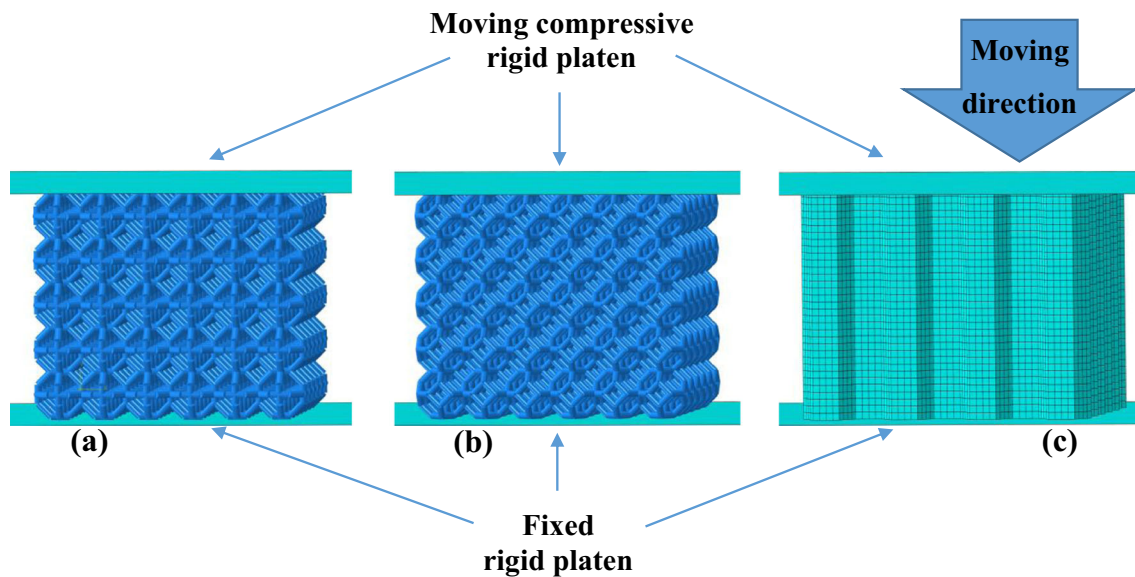 Moving compressive
rigid platen
Moving
direction
(a)
(b)
(c)
Fixed
rigid platen